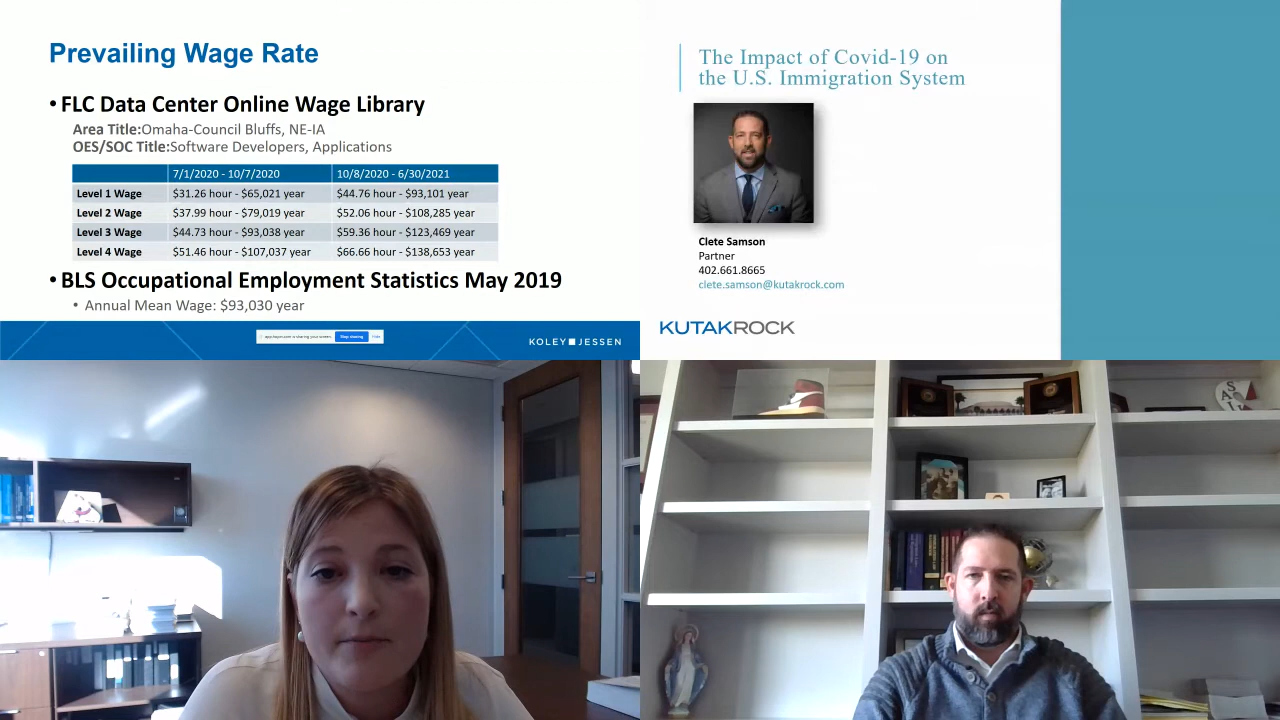 Prevailing Wage Rate
• FLC Data Center Online Wage Library
Area Title:Omaha-Council Bluffs, NE-IA
OES/SOC Title:Software Developers, Applications
7/1/2020 - 10/7/2020 10/8/2020 - 6/30/2021
Level 1 Wage $31.26 hour - $65,021 year $44.76 hour - $93,101 year
Level 2 Wage $37.99 hour - $79,019 year $52.06 hour - $108,285 year
Level 3 Wage $44.73 hour - $93,038 year $59.36 hour - $123,469 year
Level 4 Wage $51.46 hour - $107,037 year $66.66 hour - $138,653 year
• BLS Occupational Employment Statistics May 2019
• Annual Mean Wage: $93,030 year
is sharing your screen. Stop sharing Hide
KOLEY JESSEN
The Impact of Covid-19 on
the U.S. Immigration System
Clete Samson
Partner
402.661.8665
clete.samson@kutakrock.com
KUTAKROCK